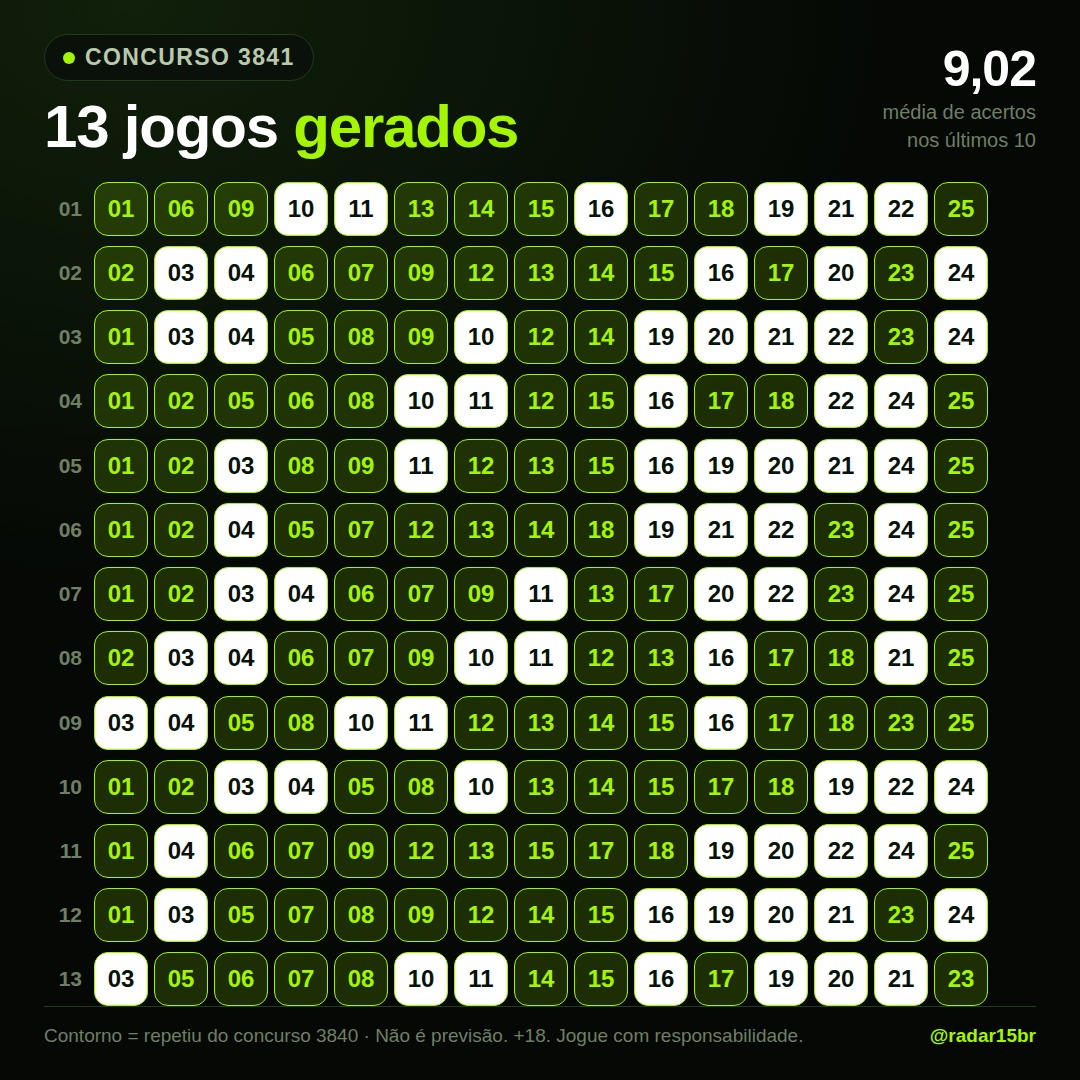 CONCURSO 3841
13 jogos gerados
9,02
média de acertos
nos últimos 10
01 01 06 09 10 11 13 14 15 16 17 18 19 21 22 25
02 02 03 04 06 07 09 12 13 14 15 16 17 20 23 24
03 01 03 04 05 08 09 10 12 14 19 20 21 22 23 24
04 01 02 05 06 08 10 11 12 15 16 17 18 22 24 25
05 01 02 03 08 09 11 12 13 15 16 19 20 21 24 25
06 01 02 04 05 07 12 13 14 18 19 21 22 23 24 25
07 01 02 03 04 06 07 09 11 13 17 20 22 23 24 25
08 02 03 04 06 07 09 10 11 12 13 16 17 18 21 25
09 03 04 05 08 10 11 12 13 14 15 16 17 18 23 25
10 01 02 03 04 05 08 10 13 14 15 17 18 19 22 24
11 01 04 06 07 09 12 13 15 17 18 19 20 22 24 25
12 01 03 05 07 08 09 12 14 15 16 19 20 21 23 24
13 03 05 06 07 08 10 11 14 15 16 17 19 20 21 23
Contorno = repetiu do concurso 3840 · Não é previsão. +18. Jogue com responsabilidade.
@radar15br